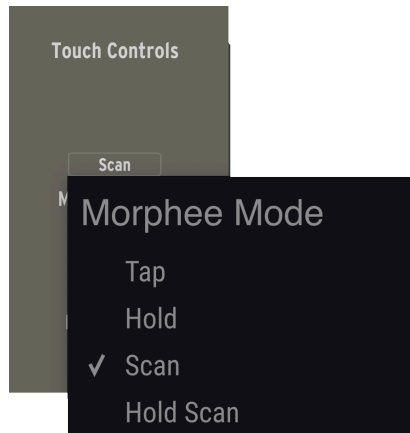 Touch Controls
Scan
M
Morphee Mode
Tap
Hold
✓ Scan
Hold Scan